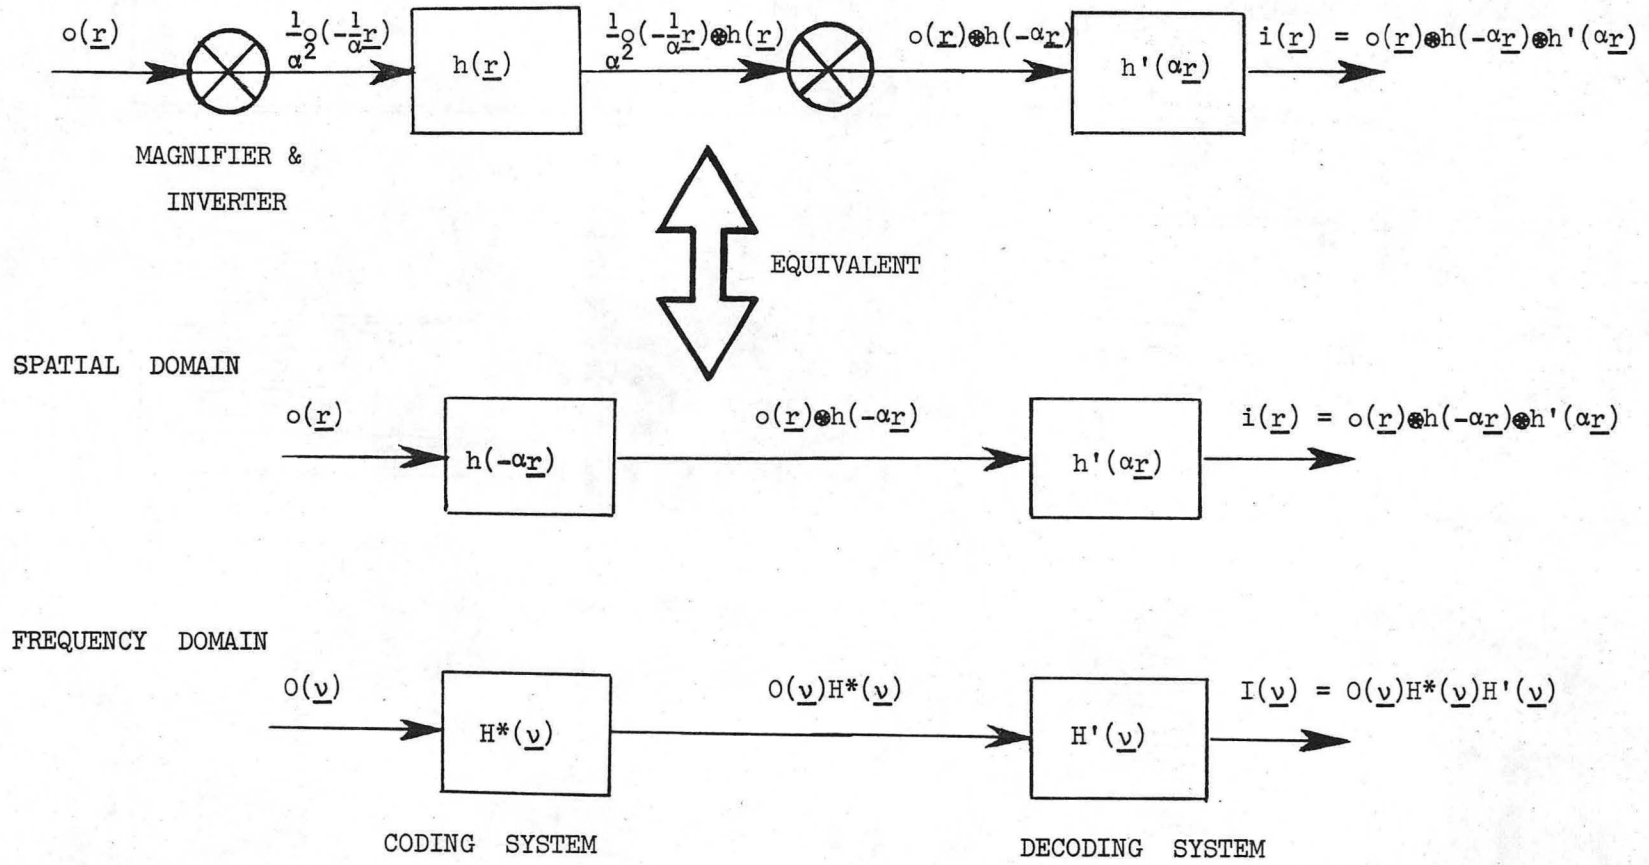 o(r) 1/α² o(-1/α r) h(r) 1/α² o(-1/α r)⊛h(r) o(r)⊛h(-αr) h'(αr) i(r) = o(r)⊛h(-αr)⊛h'(αr)
MAGNIFIER &
INVERTER
EQUIVALENT
SPATIAL DOMAIN
o(r) h(-αr) o(r)⊛h(-αr) h'(αr) i(r) = o(r)⊛h(-αr)⊛h'(αr)
FREQUENCY DOMAIN
O(ν) H*(ν) O(ν)H*(ν) H'(ν) I(ν) = O(ν)H*(ν)H'(ν)
CODING SYSTEM DECODING SYSTEM